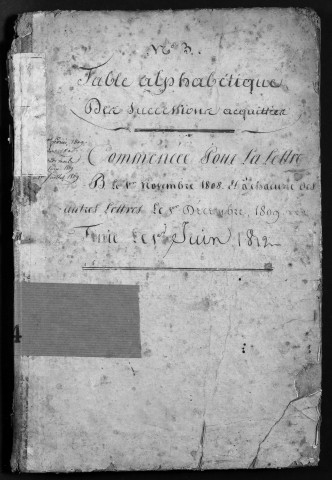 N.o 3.
Table alphabétique
Des successions acquittées
Commencée Pour La Lettre
B le 1er novembre 1808. Et à chacune des
autres Lettres Le 1er Decembre, 1809
Finie Le 1er Juin, 1812